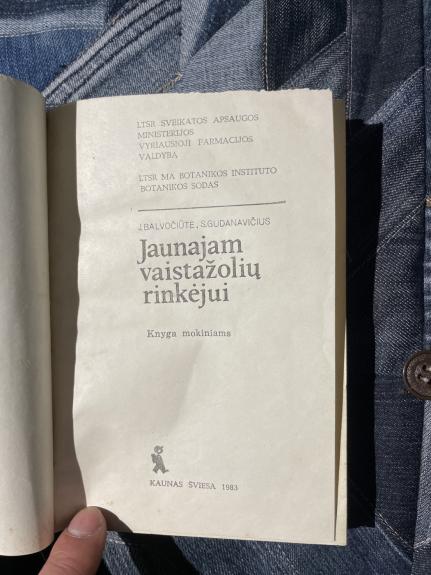 LTSR SVEIKATOS APSAUGOS
MINISTERIJOS
VYRIAUSIOJI FARMACIJOS
VALDYBA
LTSR MA BOTANIKOS INSTITUTO
BOTANIKOS SODAS
J.BALVOČIŪTĖ, S.GUDANAVIČIUS
Jaunajam
vaistažolių
rinkėjui
Knyga mokiniams
KAUNAS ŠVIESA 1983